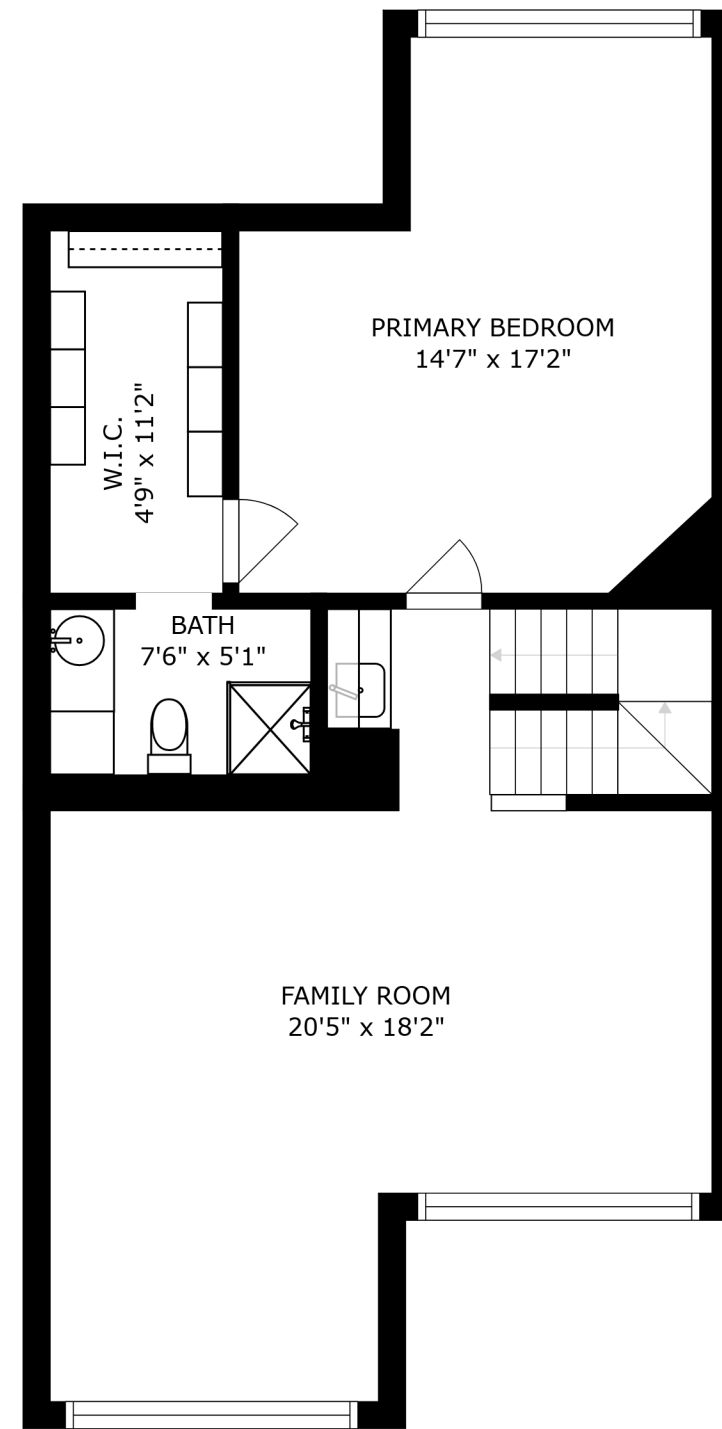 PRIMARY BEDROOM
14'7" x 17'2"
W.I.C.
4'9" x 11'2"
BATH
7'6" x 5'1"
FAMILY ROOM
20'5" x 18'2"